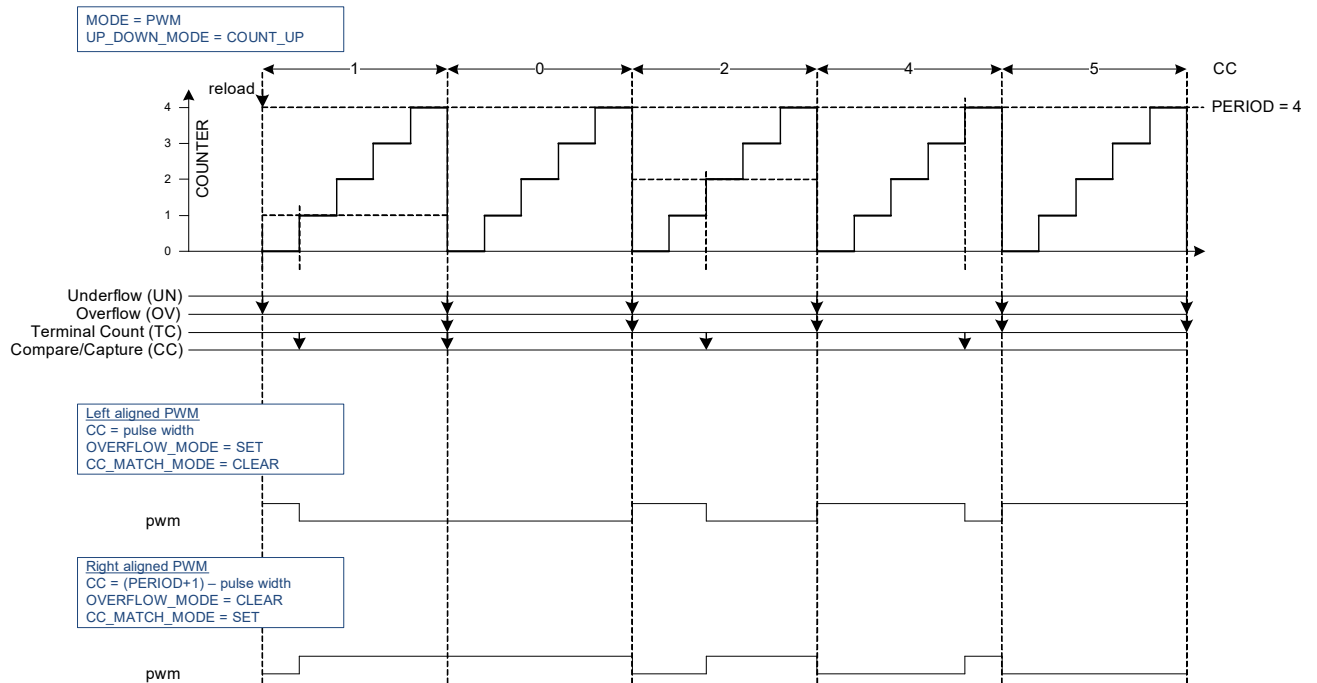 MODE = PWM
UP_DOWN_MODE = COUNT_UP
1 0 2 4 5 CC
reload
4
PERIOD = 4
3
2
1
0
COUNTER
Underflow (UN)
Overflow (OV)
Terminal Count (TC)
Compare/Capture (CC)
Left aligned PWM
CC = pulse width
OVERFLOW_MODE = SET
CC_MATCH_MODE = CLEAR
pwm
Right aligned PWM
CC = (PERIOD+1) – pulse width
OVERFLOW_MODE = CLEAR
CC_MATCH_MODE = SET
pwm